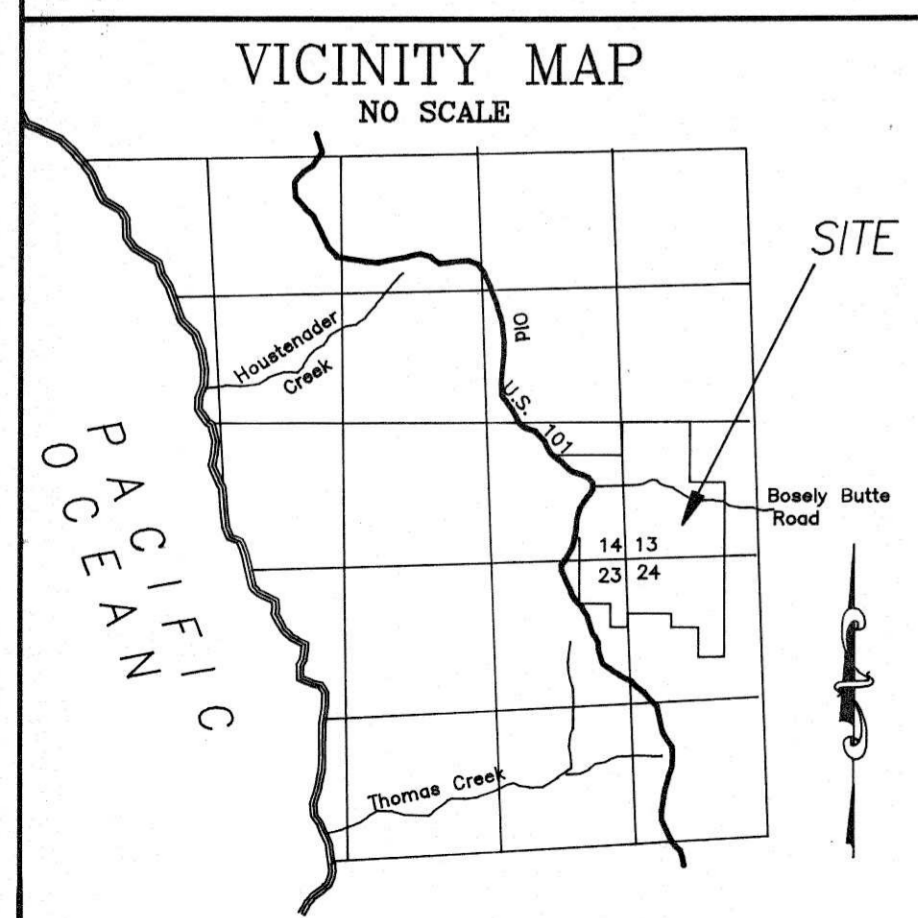 VICINITY MAP
NO SCALE
SITE
Houstenader
Creek
Old
U.S. 101
PACIFIC
OCEAN
Bosely Butte
Road
14 13
23 24
Thomas Creek